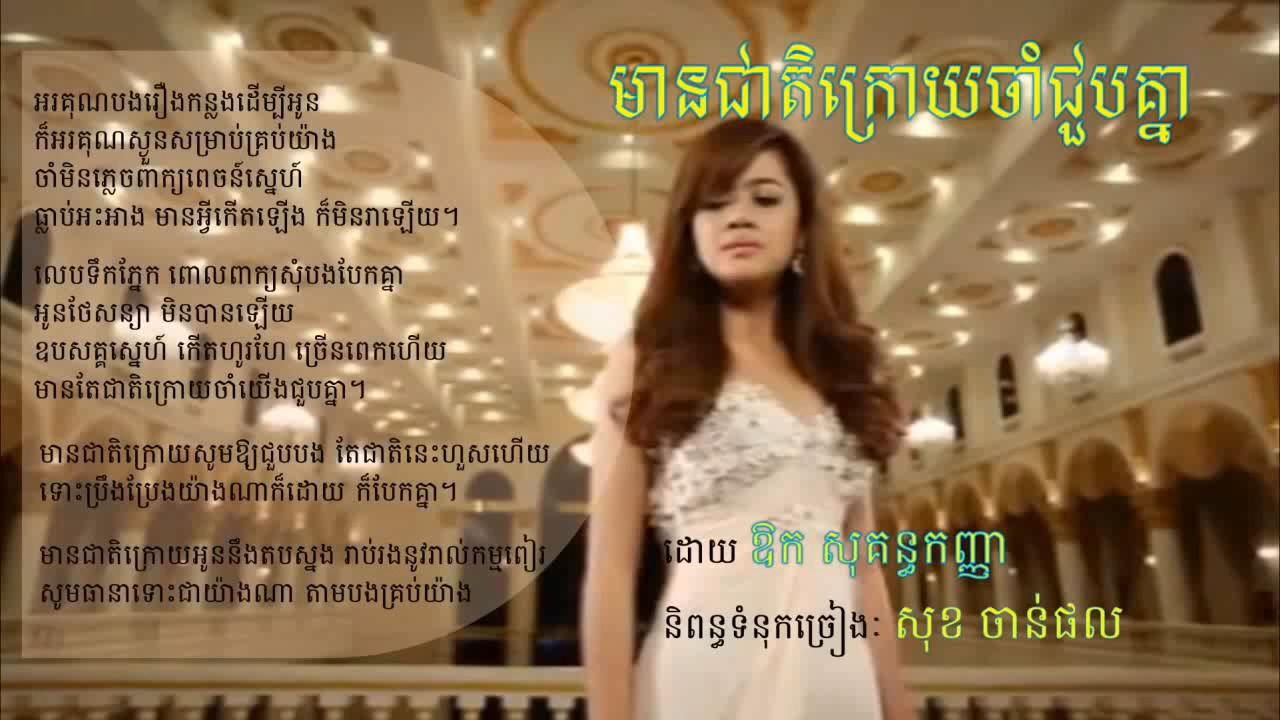 មានជាតិក្រោយចាំជួបគ្នា
អរគុណបងរឿងកន្លងដើម្បីអូន
ក៏អរគុណស្ងួនសម្រាប់គ្រប់យ៉ាង
ចាំមិនភ្លេចពាក្យពេចន៍ស្នេហ៍
ធ្លាប់អះអាង មានអ្វីកើតឡើង ក៏មិនរាឡើយ។
លេបទឹកភ្នែក ពោលពាក្យសុំបងបែកគ្នា
អូនថែសន្យា មិនបានឡើយ
ឧបសគ្គស្នេហ៍ កើតហូរហែ ច្រើនពេកហើយ
មានតែជាតិក្រោយចាំយើងជួបគ្នា។
មានជាតិក្រោយសូមឱ្យជួបបង តែជាតិនេះហួសហើយ
ទោះប្រឹងប្រែងយ៉ាងណាក៏ដោយ ក៏បែកគ្នា។
មានជាតិក្រោយអូននឹងតបស្នង រាប់រងនូវរាល់កម្មពៀរ
សូមធានាទោះជាយ៉ាងណា តាមបងគ្រប់យ៉ាង
ដោយ ឱក សុគន្ធកញ្ញា
និពន្ធទំនុកច្រៀង: សុខ ចាន់ផល